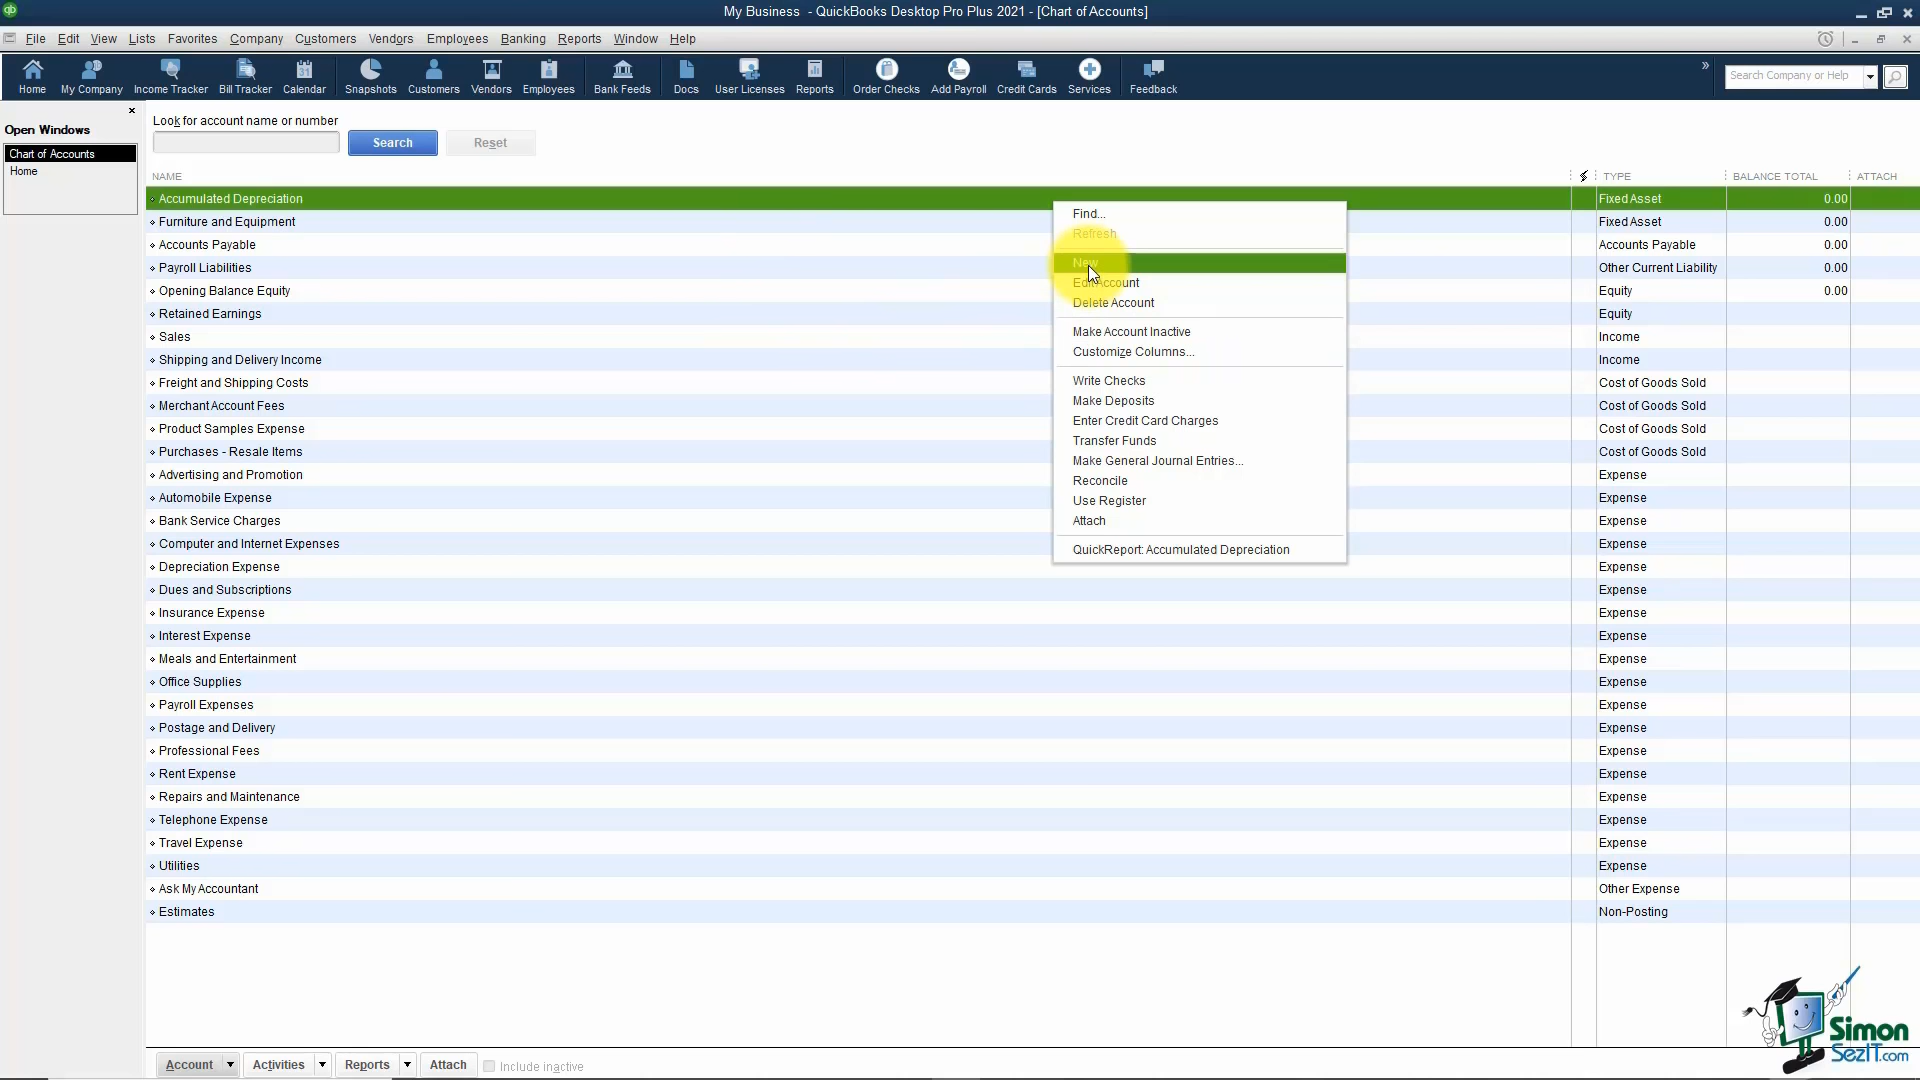 My Business - QuickBooks Desktop Pro Plus 2021 - [Chart of Accounts]
File Edit View Lists Favorites Company Customers Vendors Employees Banking Reports Window Help
Home My Company Income Tracker Bill Tracker Calendar Snapshots Customers Vendors Employees Bank Feeds Docs User Licenses Reports Order Checks Add Payroll Credit Cards Services Feedback
Search Company or Help
Open Windows
Chart of Accounts
Home
Look for account name or number
Search Reset
NAME TYPE BALANCE TOTAL ATTACH
Accumulated Depreciation Fixed Asset 0.00
Furniture and Equipment Fixed Asset 0.00
Accounts Payable Accounts Payable 0.00
Payroll Liabilities Other Current Liability 0.00
Opening Balance Equity Equity 0.00
Retained Earnings Equity
Sales Income
Shipping and Delivery Income Income
Freight and Shipping Costs Cost of Goods Sold
Merchant Account Fees Cost of Goods Sold
Product Samples Expense Cost of Goods Sold
Purchases - Resale Items Cost of Goods Sold
Advertising and Promotion Expense
Automobile Expense Expense
Bank Service Charges Expense
Computer and Internet Expenses Expense
Depreciation Expense Expense
Dues and Subscriptions Expense
Insurance Expense Expense
Interest Expense Expense
Meals and Entertainment Expense
Office Supplies Expense
Payroll Expenses Expense
Postage and Delivery Expense
Professional Fees Expense
Rent Expense Expense
Repairs and Maintenance Expense
Telephone Expense Expense
Travel Expense Expense
Utilities Expense
Ask My Accountant Other Expense
Estimates Non-Posting
Find...
Refresh
New
Edit Account
Delete Account
Make Account Inactive
Customize Columns...
Write Checks
Make Deposits
Enter Credit Card Charges
Transfer Funds
Make General Journal Entries...
Reconcile
Use Register
Attach
QuickReport: Accumulated Depreciation
Account Activities Reports Attach Include inactive
Simon
SezIT.com